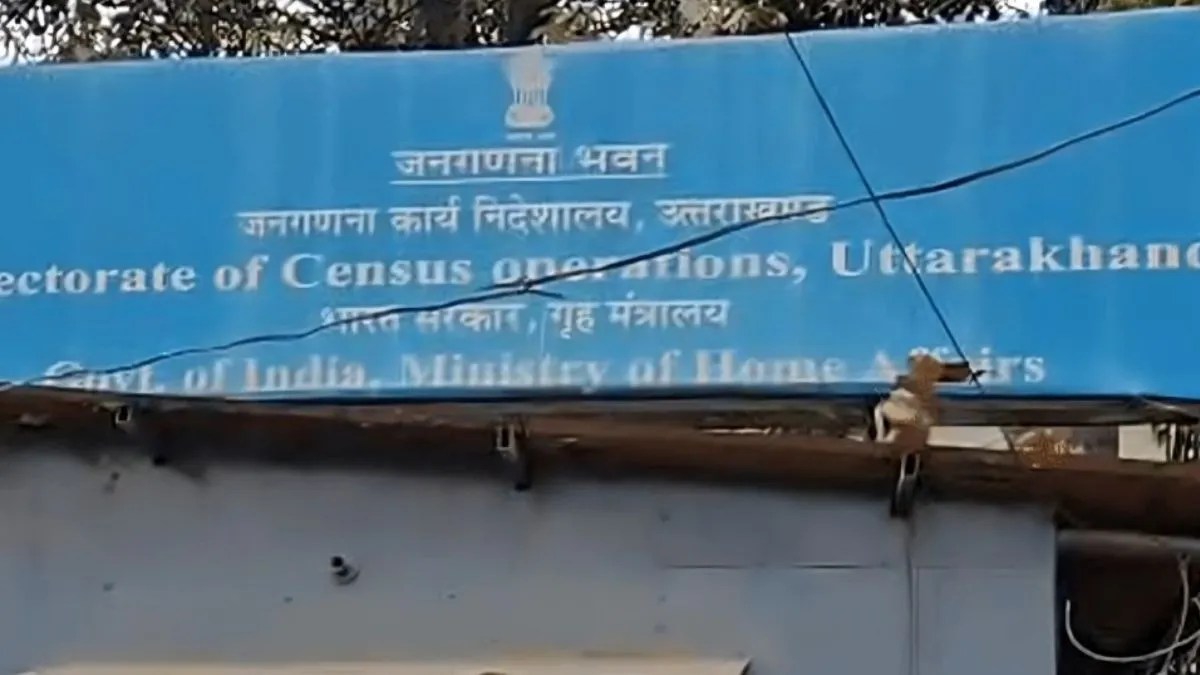 जनगणना भवन
जनगणना कार्य निदेशालय, उत्तराखण्ड
ectorate of Census operations, Uttarakhand
भारत सरकार, गृह मंत्रालय
Govt. of India, Ministry of Home Affairs